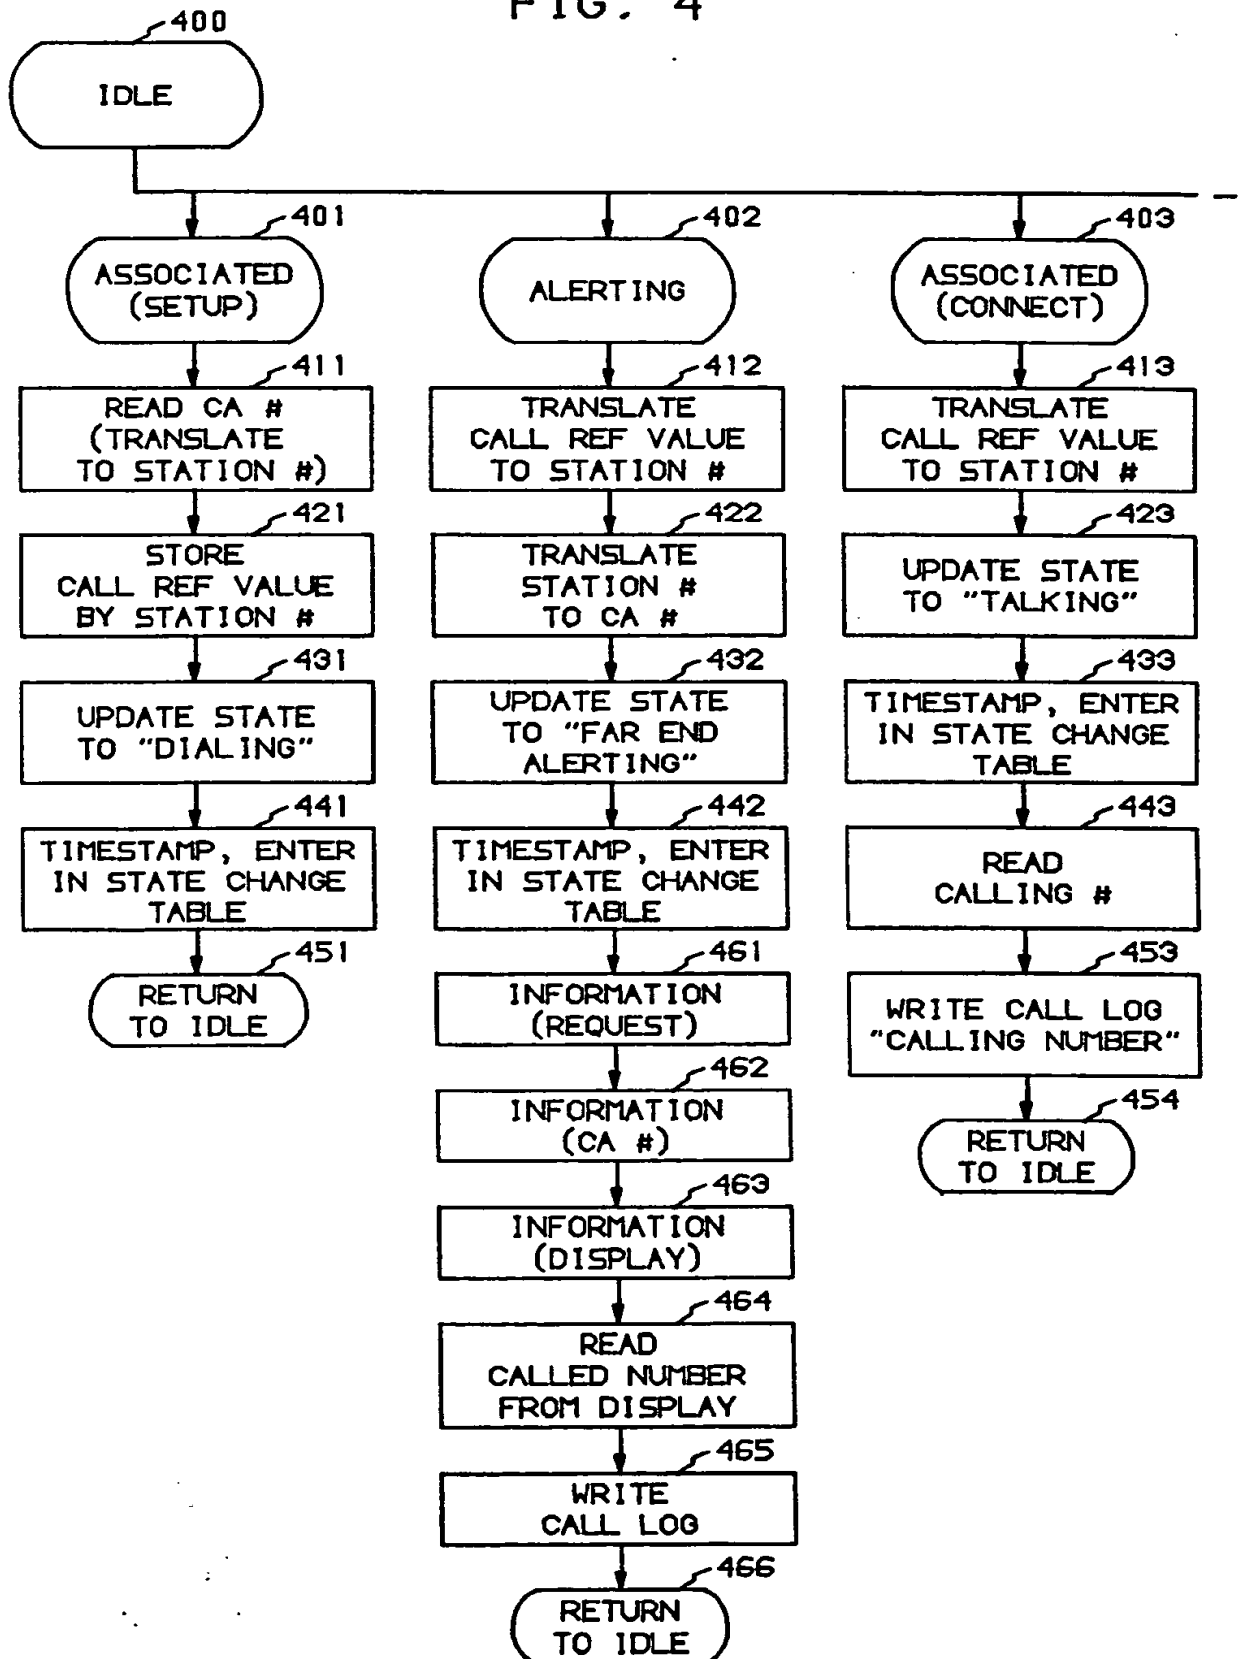 FIG. 4
400
IDLE
401
ASSOCIATED
(SETUP)
411
READ CA #
(TRANSLATE
TO STATION #)
421
STORE
CALL REF VALUE
BY STATION #
431
UPDATE STATE
TO "DIALING"
441
TIMESTAMP, ENTER
IN STATE CHANGE
TABLE
451
RETURN
TO IDLE
402
ALERTING
412
TRANSLATE
CALL REF VALUE
TO STATION #
422
TRANSLATE
STATION #
TO CA #
432
UPDATE STATE
TO "FAR END
ALERTING"
442
TIMESTAMP, ENTER
IN STATE CHANGE
TABLE
461
INFORMATION
(REQUEST)
462
INFORMATION
(CA #)
463
INFORMATION
(DISPLAY)
464
READ
CALLED NUMBER
FROM DISPLAY
465
WRITE
CALL LOG
466
RETURN
TO IDLE
403
ASSOCIATED
(CONNECT)
413
TRANSLATE
CALL REF VALUE
TO STATION #
423
UPDATE STATE
TO "TALKING"
433
TIMESTAMP, ENTER
IN STATE CHANGE
TABLE
443
READ
CALLING #
453
WRITE CALL LOG
"CALLING NUMBER"
454
RETURN
TO IDLE